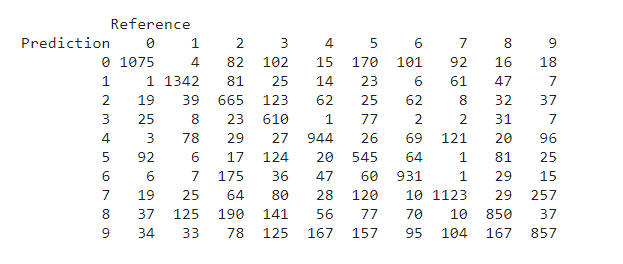 Reference
Prediction 0 1 2 3 4 5 6 7 8 9
0 1075 4 82 102 15 170 101 92 16 18
1 1 1342 81 25 14 23 6 61 47 7
2 19 39 665 123 62 25 62 8 32 37
3 25 8 23 610 1 77 2 2 31 7
4 3 78 29 27 944 26 69 121 20 96
5 92 6 17 124 20 545 64 1 81 25
6 6 7 175 36 47 60 931 1 29 15
7 19 25 64 80 28 120 10 1123 29 257
8 37 125 190 141 56 77 70 10 850 37
9 34 33 78 125 167 157 95 104 167 857